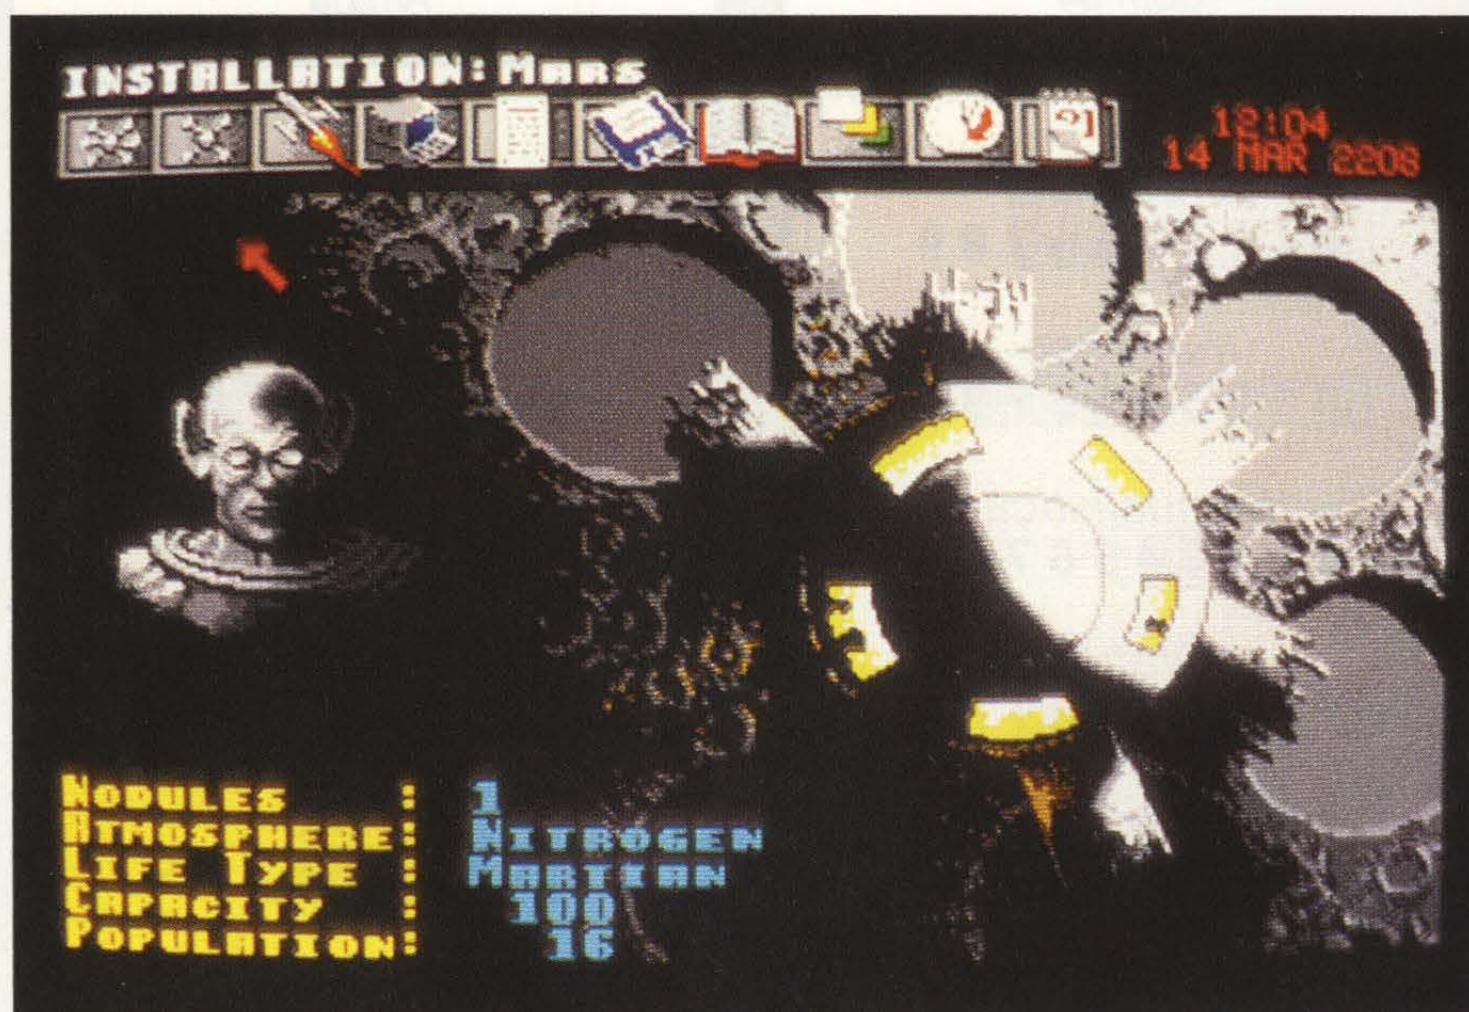 INSTALLATION: MARS
12:04
14 MAR 2208
NODULES : 1
ATMOSPHERE: NITROGEN
LIFE TYPE : MARTIAN
CAPACITY : 100
POPULATION: 16